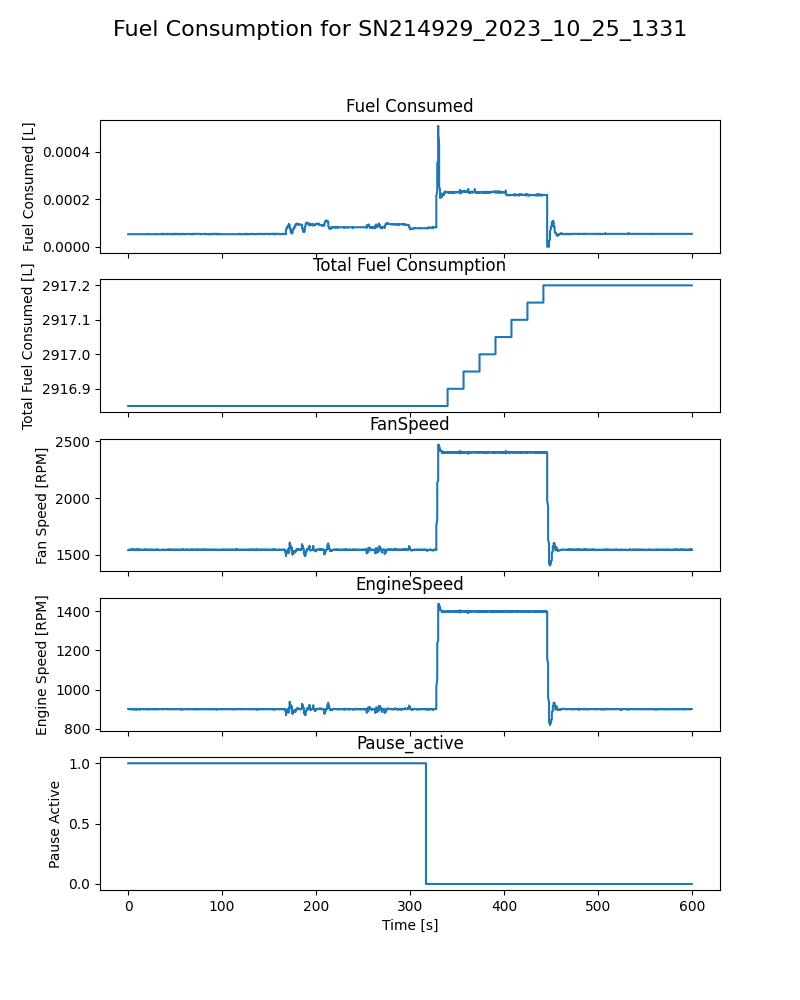 Fuel Consumption for SN214929_2023_10_25_1331
Fuel Consumed
Fuel Consumed [L]
0.0004
0.0002
0.0000
Total Fuel Consumption
Total Fuel Consumed [L]
2917.2
2917.1
2917.0
2916.9
FanSpeed
Fan Speed [RPM]
2500
2000
1500
EngineSpeed
Engine Speed [RPM]
1400
1200
1000
800
Pause_active
Pause Active
1.0
0.5
0.0
0 100 200 300 400 500 600
Time [s]